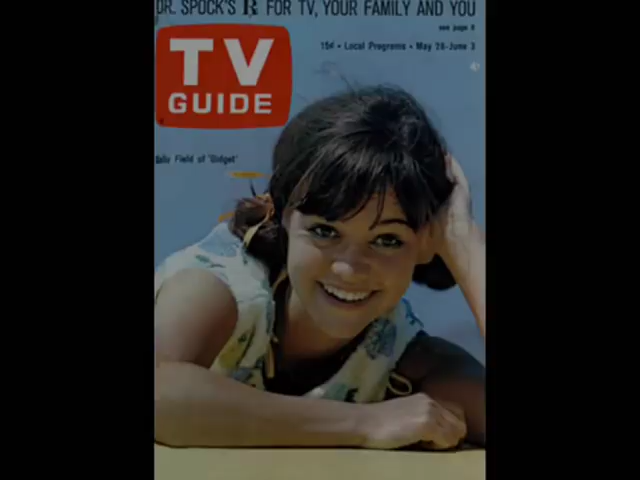 DR. SPOCK'S ℞ FOR TV, YOUR FAMILY AND YOU
see page 6
15¢ • Local Programs • May 28-June 3
TV
GUIDE
Sally Field of 'Gidget'